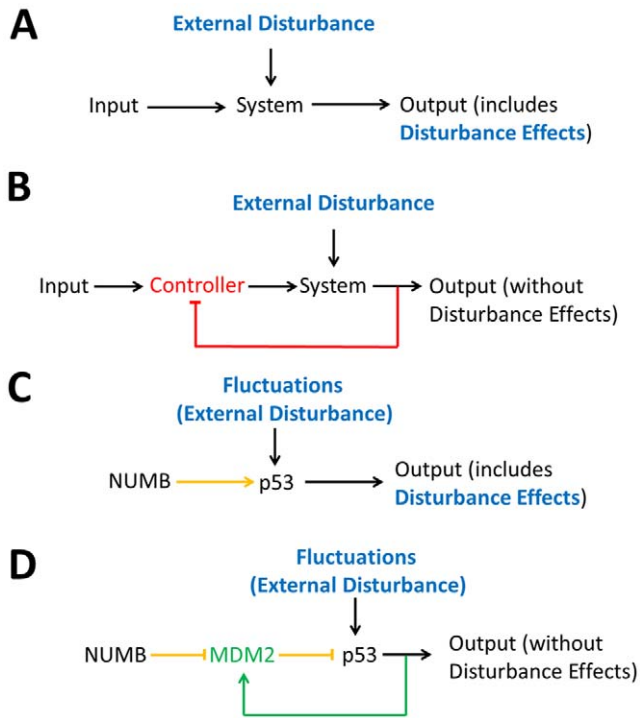 A
External Disturbance
Input System Output (includes
Disturbance Effects)
B
External Disturbance
Input Controller System Output (without
Disturbance Effects)
C
Fluctuations
(External Disturbance)
NUMB p53 Output (includes
Disturbance Effects)
D
Fluctuations
(External Disturbance)
NUMB MDM2 p53 Output (without
Disturbance Effects)